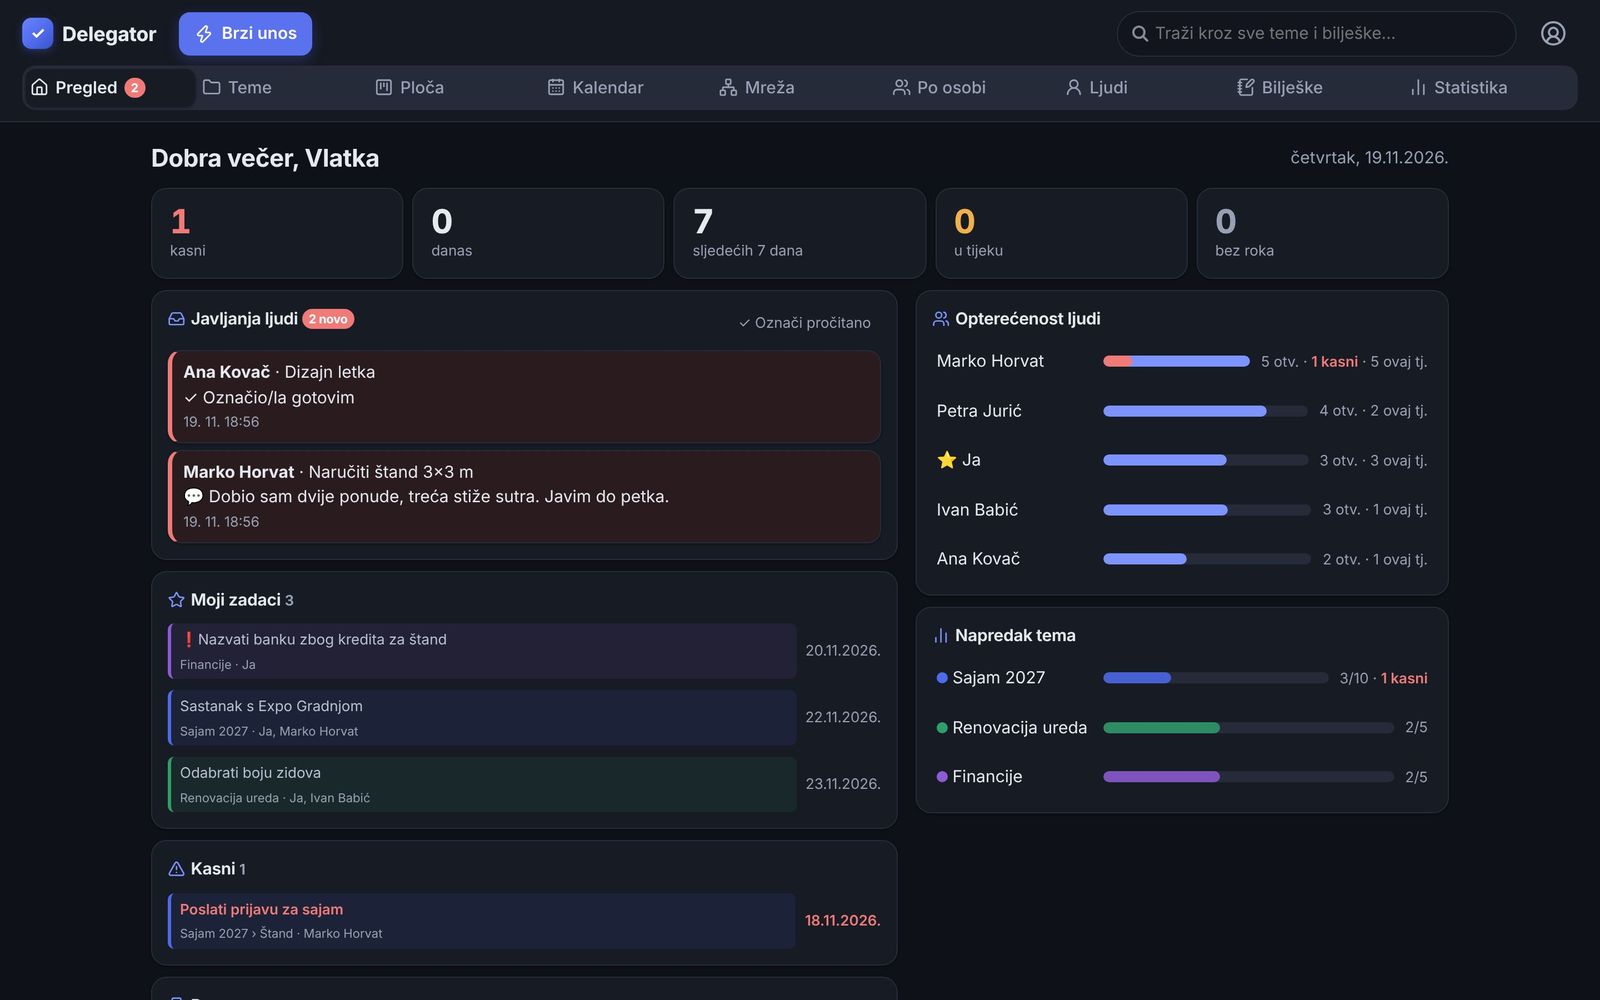 Delegator
Brzi unos
Traži kroz sve teme i bilješke...
Pregled 2
Teme
Ploča
Kalendar
Mreža
Po osobi
Ljudi
Bilješke
Statistika
Dobra večer, Vlatka
četvrtak, 19.11.2026.
1
kasni
0
danas
7
sljedećih 7 dana
0
u tijeku
0
bez roka
Javljanja ljudi 2 novo
✓ Označi pročitano
Ana Kovač · Dizajn letka
✓ Označio/la gotovim
19. 11. 18:56
Marko Horvat · Naručiti štand 3×3 m
💬 Dobio sam dvije ponude, treća stiže sutra. Javim do petka.
19. 11. 18:56
Moji zadaci 3
❗ Nazvati banku zbog kredita za štand
Financije · Ja
20.11.2026.
Sastanak s Expo Gradnjom
Sajam 2027 · Ja, Marko Horvat
22.11.2026.
Odabrati boju zidova
Renovacija ureda · Ja, Ivan Babić
23.11.2026.
Kasni 1
Poslati prijavu za sajam
Sajam 2027 › Štand · Marko Horvat
18.11.2026.
Opterećenost ljudi
Marko Horvat 5 otv. · 1 kasni · 5 ovaj tj.
Petra Jurić 4 otv. · 2 ovaj tj.
⭐ Ja 3 otv. · 3 ovaj tj.
Ivan Babić 3 otv. · 1 ovaj tj.
Ana Kovač 2 otv. · 1 ovaj tj.
Napredak tema
Sajam 2027 3/10 · 1 kasni
Renovacija ureda 2/5
Financije 2/5